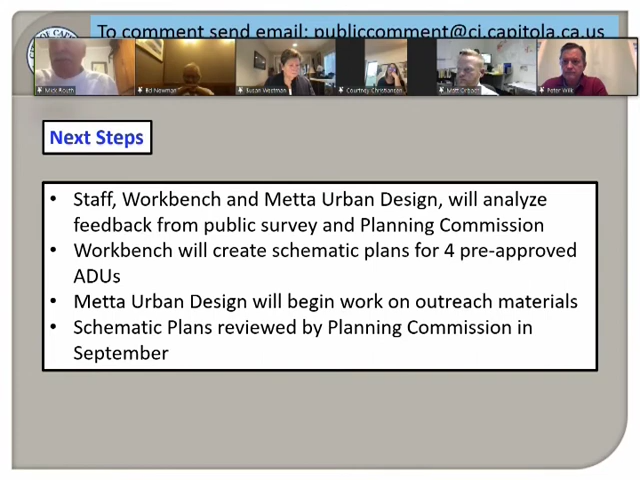 To comment send email: publiccomment@ci.capitola.ca.us
Mick Routh
Ed Newman
Susan Westman
Courtney Christiansen
Matt Orbach
Peter Wilk
Next Steps
• Staff, Workbench and Metta Urban Design, will analyze
feedback from public survey and Planning Commission
• Workbench will create schematic plans for 4 pre-approved
ADUs
• Metta Urban Design will begin work on outreach materials
• Schematic Plans reviewed by Planning Commission in
September